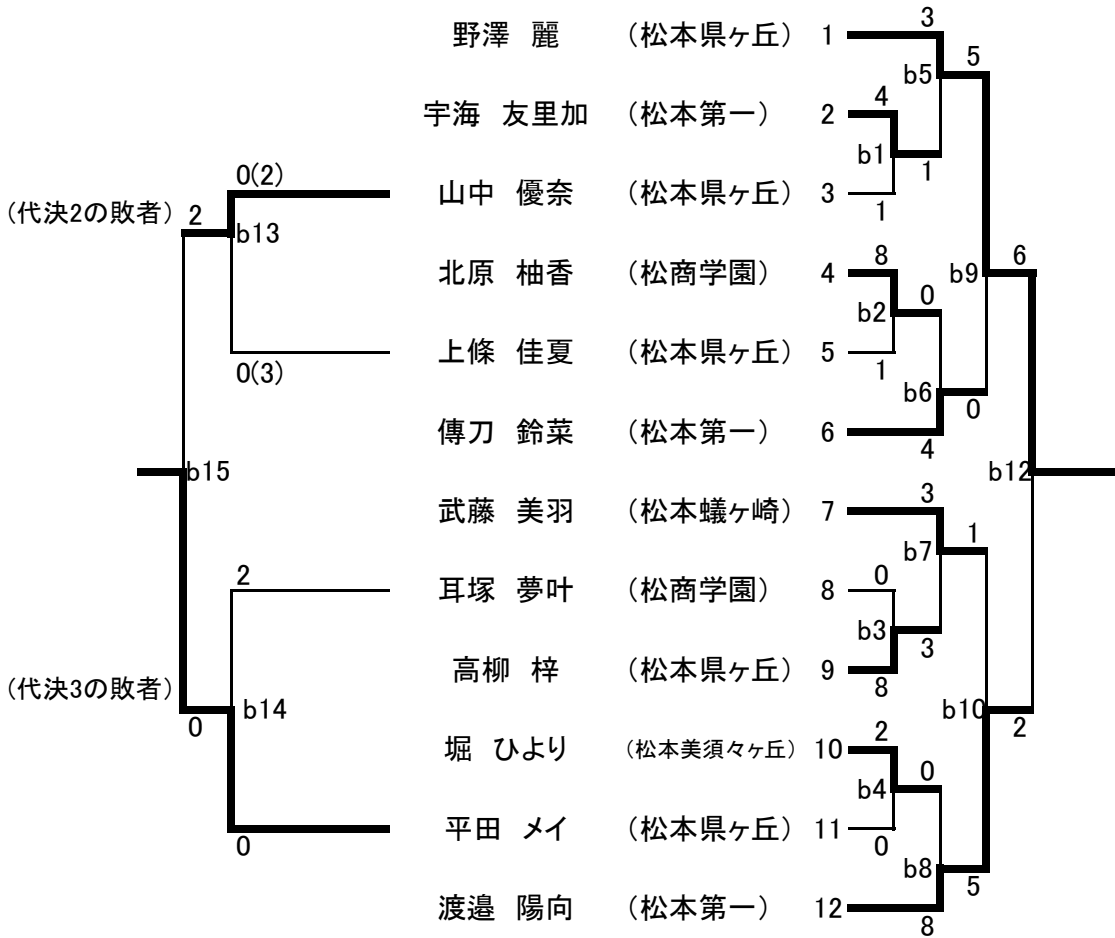 野澤 麗 (松本県ヶ丘) 1 3
b5 5
宇海 友里加 (松本第一) 2 4
b1 1
0(2)
山中 優奈 (松本県ヶ丘) 3 1
(代決2の敗者) 2 b13
北原 柚香 (松商学園) 4 8 b9 6
b2 0
上條 佳夏 (松本県ヶ丘) 5 1
0(3)
b6 0
傳刀 鈴菜 (松本第一) 6 4
b15 b12
武藤 美羽 (松本蟻ヶ崎) 7 3
b7 1
2
耳塚 夢叶 (松商学園) 8 0
b3 3
高柳 梓 (松本県ヶ丘) 9 8
(代決3の敗者) 0 b14 b10 2
堀 ひより (松本美須々ヶ丘) 10 2
b4 0
平田 メイ (松本県ヶ丘) 11 0
0
b8 5
渡邉 陽向 (松本第一) 12 8